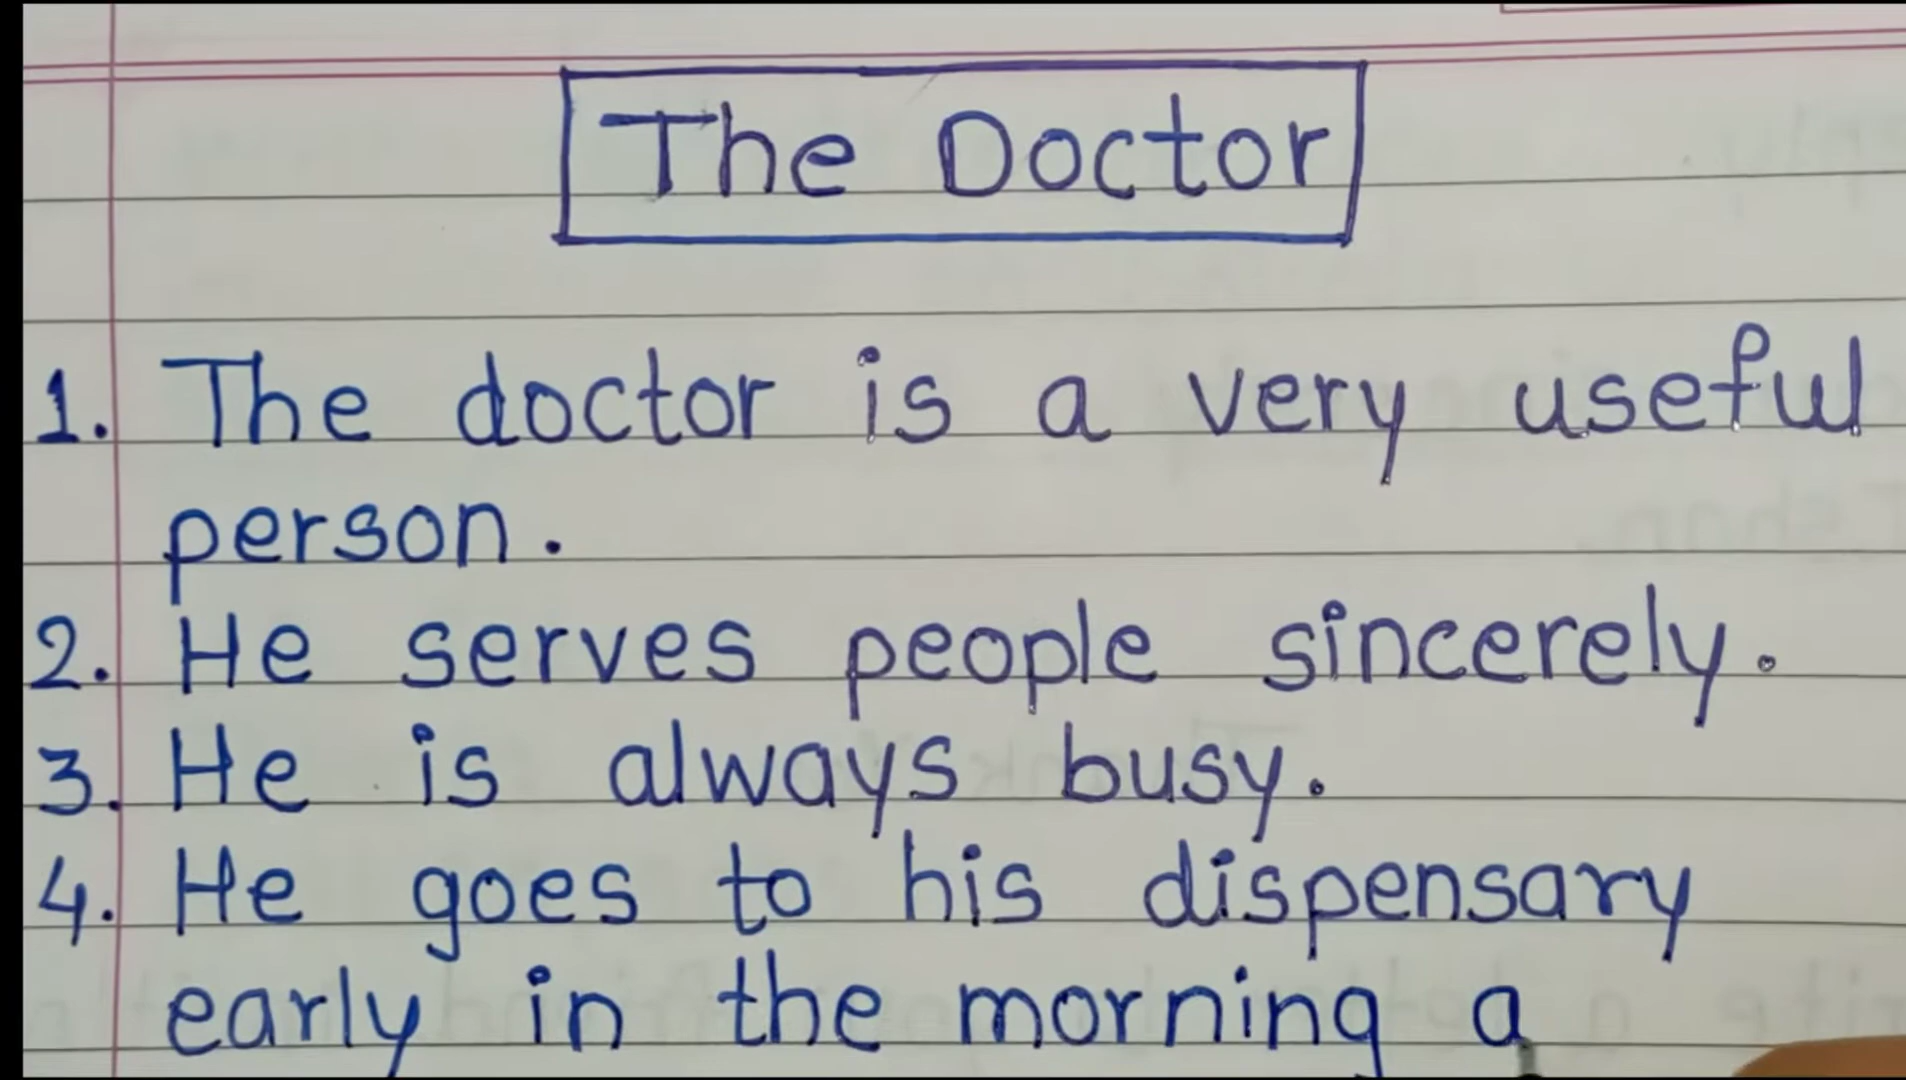 The Doctor
1. The doctor is a very useful
person.
2. He serves people sincerely.
3. He is always busy.
4. He goes to his dispensary
early in the morning a